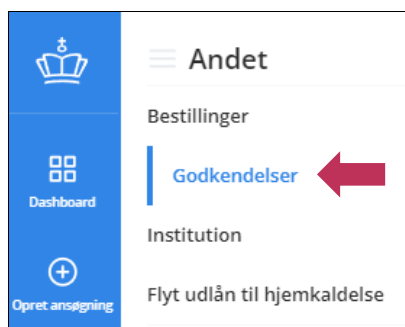 Andet
Bestillinger
Godkendelser
Dashboard
Institution
Opret ansøgning
Flyt udlån til hjemkaldelse